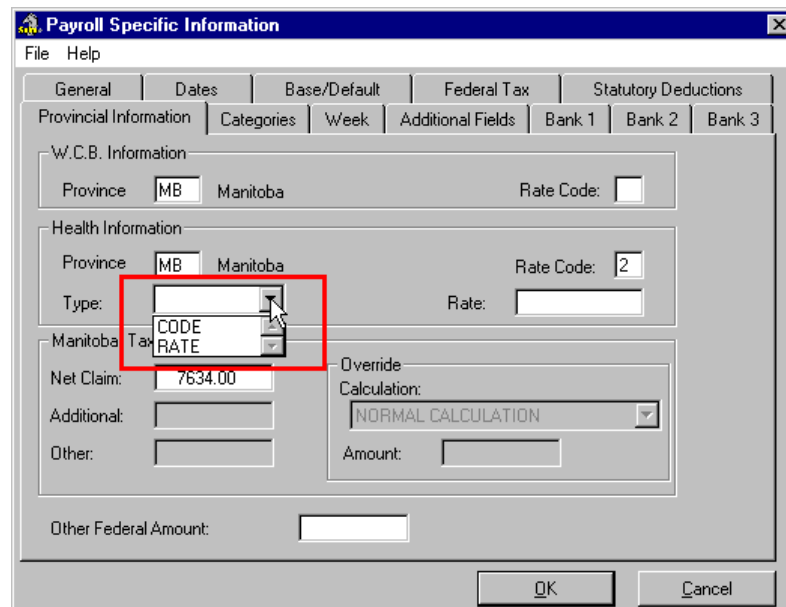 Payroll Specific Information
File Help
General Dates Base/Default Federal Tax Statutory Deductions
Provincial Information Categories Week Additional Fields Bank 1 Bank 2 Bank 3
W.C.B. Information
Province MB Manitoba Rate Code:
Health Information
Province MB Manitoba Rate Code: 2
Type: Rate:
CODE
RATE
Manitoba Tax
Net Claim: 7634.00
Override
Calculation:
Additional: NORMAL CALCULATION
Other: Amount:
Other Federal Amount:
OK Cancel